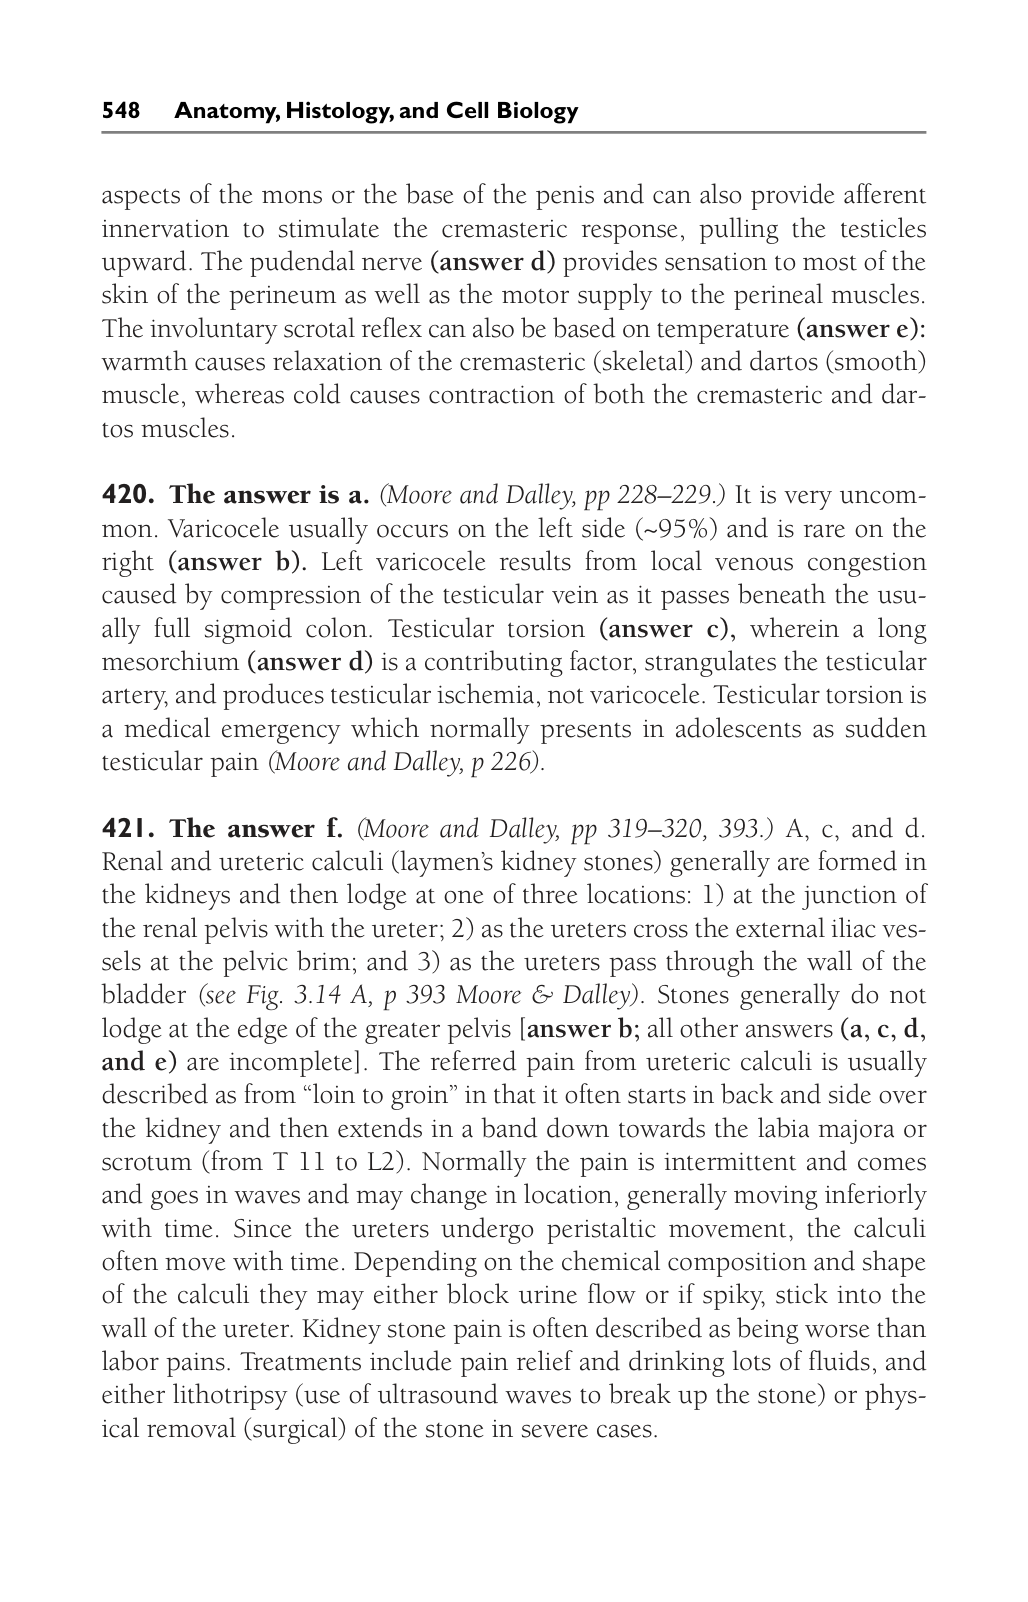 548 Anatomy, Histology, and Cell Biology
aspects of the mons or the base of the penis and can also provide afferent
innervation to stimulate the cremasteric response, pulling the testicles
upward. The pudendal nerve (answer d) provides sensation to most of the
skin of the perineum as well as the motor supply to the perineal muscles.
The involuntary scrotal reflex can also be based on temperature (answer e):
warmth causes relaxation of the cremasteric (skeletal) and dartos (smooth)
muscle, whereas cold causes contraction of both the cremasteric and dar-
tos muscles.
420. The answer is a. (Moore and Dalley, pp 228–229.) It is very uncom-
mon. Varicocele usually occurs on the left side (~95%) and is rare on the
right (answer b). Left varicocele results from local venous congestion
caused by compression of the testicular vein as it passes beneath the usu-
ally full sigmoid colon. Testicular torsion (answer c), wherein a long
mesorchium (answer d) is a contributing factor, strangulates the testicular
artery, and produces testicular ischemia, not varicocele. Testicular torsion is
a medical emergency which normally presents in adolescents as sudden
testicular pain (Moore and Dalley, p 226).
421. The answer f. (Moore and Dalley, pp 319–320, 393.) A, c, and d.
Renal and ureteric calculi (laymen’s kidney stones) generally are formed in
the kidneys and then lodge at one of three locations: 1) at the junction of
the renal pelvis with the ureter; 2) as the ureters cross the external iliac ves-
sels at the pelvic brim; and 3) as the ureters pass through the wall of the
bladder (see Fig. 3.14 A, p 393 Moore & Dalley). Stones generally do not
lodge at the edge of the greater pelvis [answer b; all other answers (a, c, d,
and e) are incomplete]. The referred pain from ureteric calculi is usually
described as from “loin to groin” in that it often starts in back and side over
the kidney and then extends in a band down towards the labia majora or
scrotum (from T 11 to L2). Normally the pain is intermittent and comes
and goes in waves and may change in location, generally moving inferiorly
with time. Since the ureters undergo peristaltic movement, the calculi
often move with time. Depending on the chemical composition and shape
of the calculi they may either block urine flow or if spiky, stick into the
wall of the ureter. Kidney stone pain is often described as being worse than
labor pains. Treatments include pain relief and drinking lots of fluids, and
either lithotripsy (use of ultrasound waves to break up the stone) or phys-
ical removal (surgical) of the stone in severe cases.